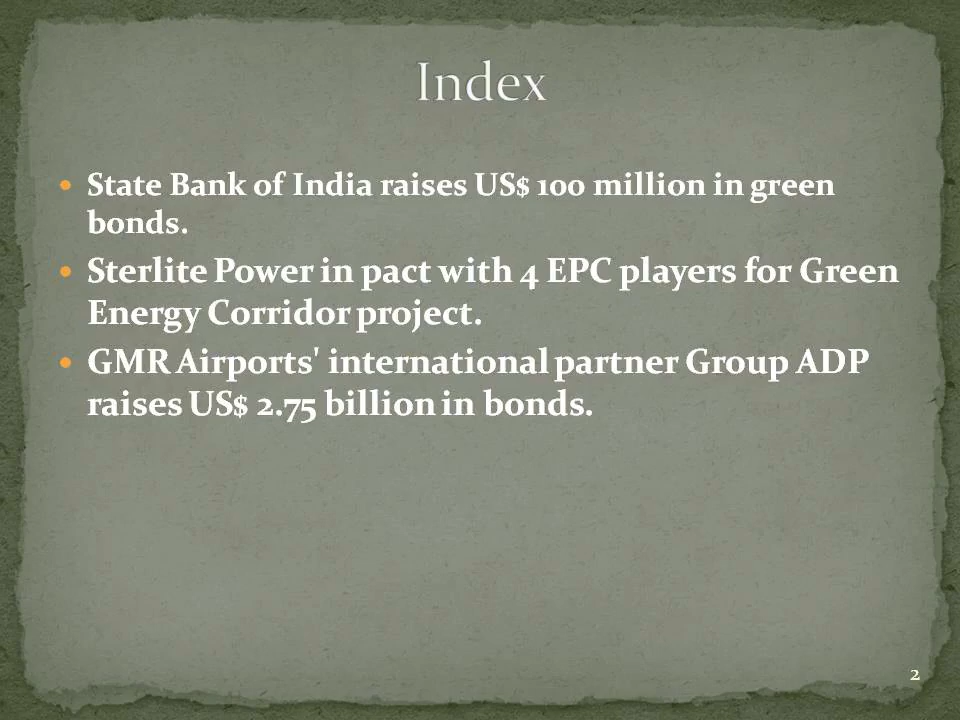 Index
• State Bank of India raises US$ 100 million in green
bonds.
• Sterlite Power in pact with 4 EPC players for Green
Energy Corridor project.
• GMR Airports' international partner Group ADP
raises US$ 2.75 billion in bonds.
2